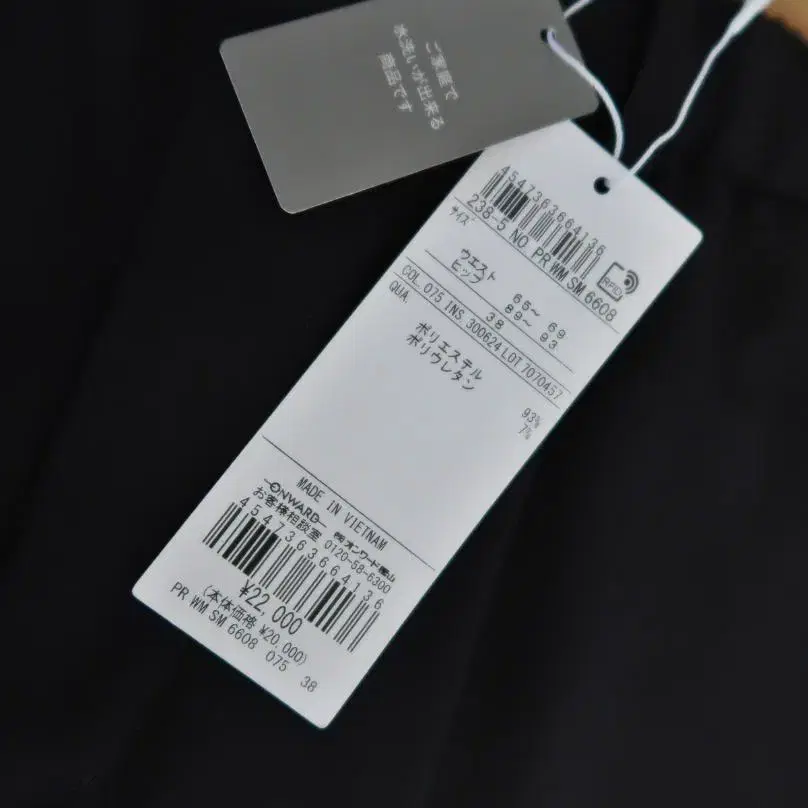 ご家庭で
水洗いが出来る
商品です
4547363664136
238-5 NO. PR WM SM 6608
RFID
サイズ
ウエスト 65～ 69
ヒップ 89～ 93
38
COL. 075 INS. 300624 LOT 7070457
QUA
ポリエステル 93%
ポリウレタン 7%
MADE IN VIETNAM
ONWARD ㈱オンワード樫山
お客様相談室 0120-58-6300
4547363664136
¥22,000
(本体価格 ¥20,000)
PR WM SM 6608 075 38